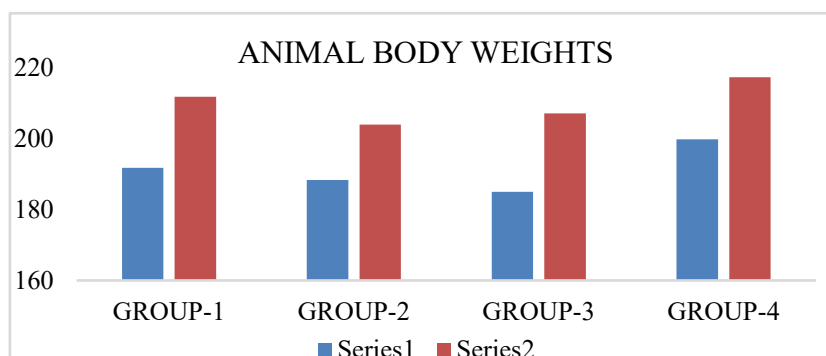 ANIMAL BODY WEIGHTS
220
200
180
160
GROUP-1 GROUP-2 GROUP-3 GROUP-4
Series1 Series2